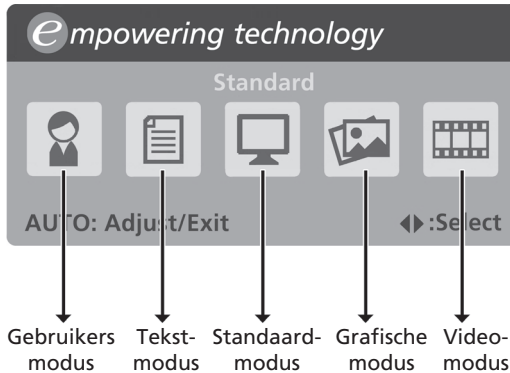 empowering technology
Standard
AUTO: Adjust/Exit ◀▶:Select
Gebruikers Tekst- Standaard- Grafische Video-
modus modus modus modus modus